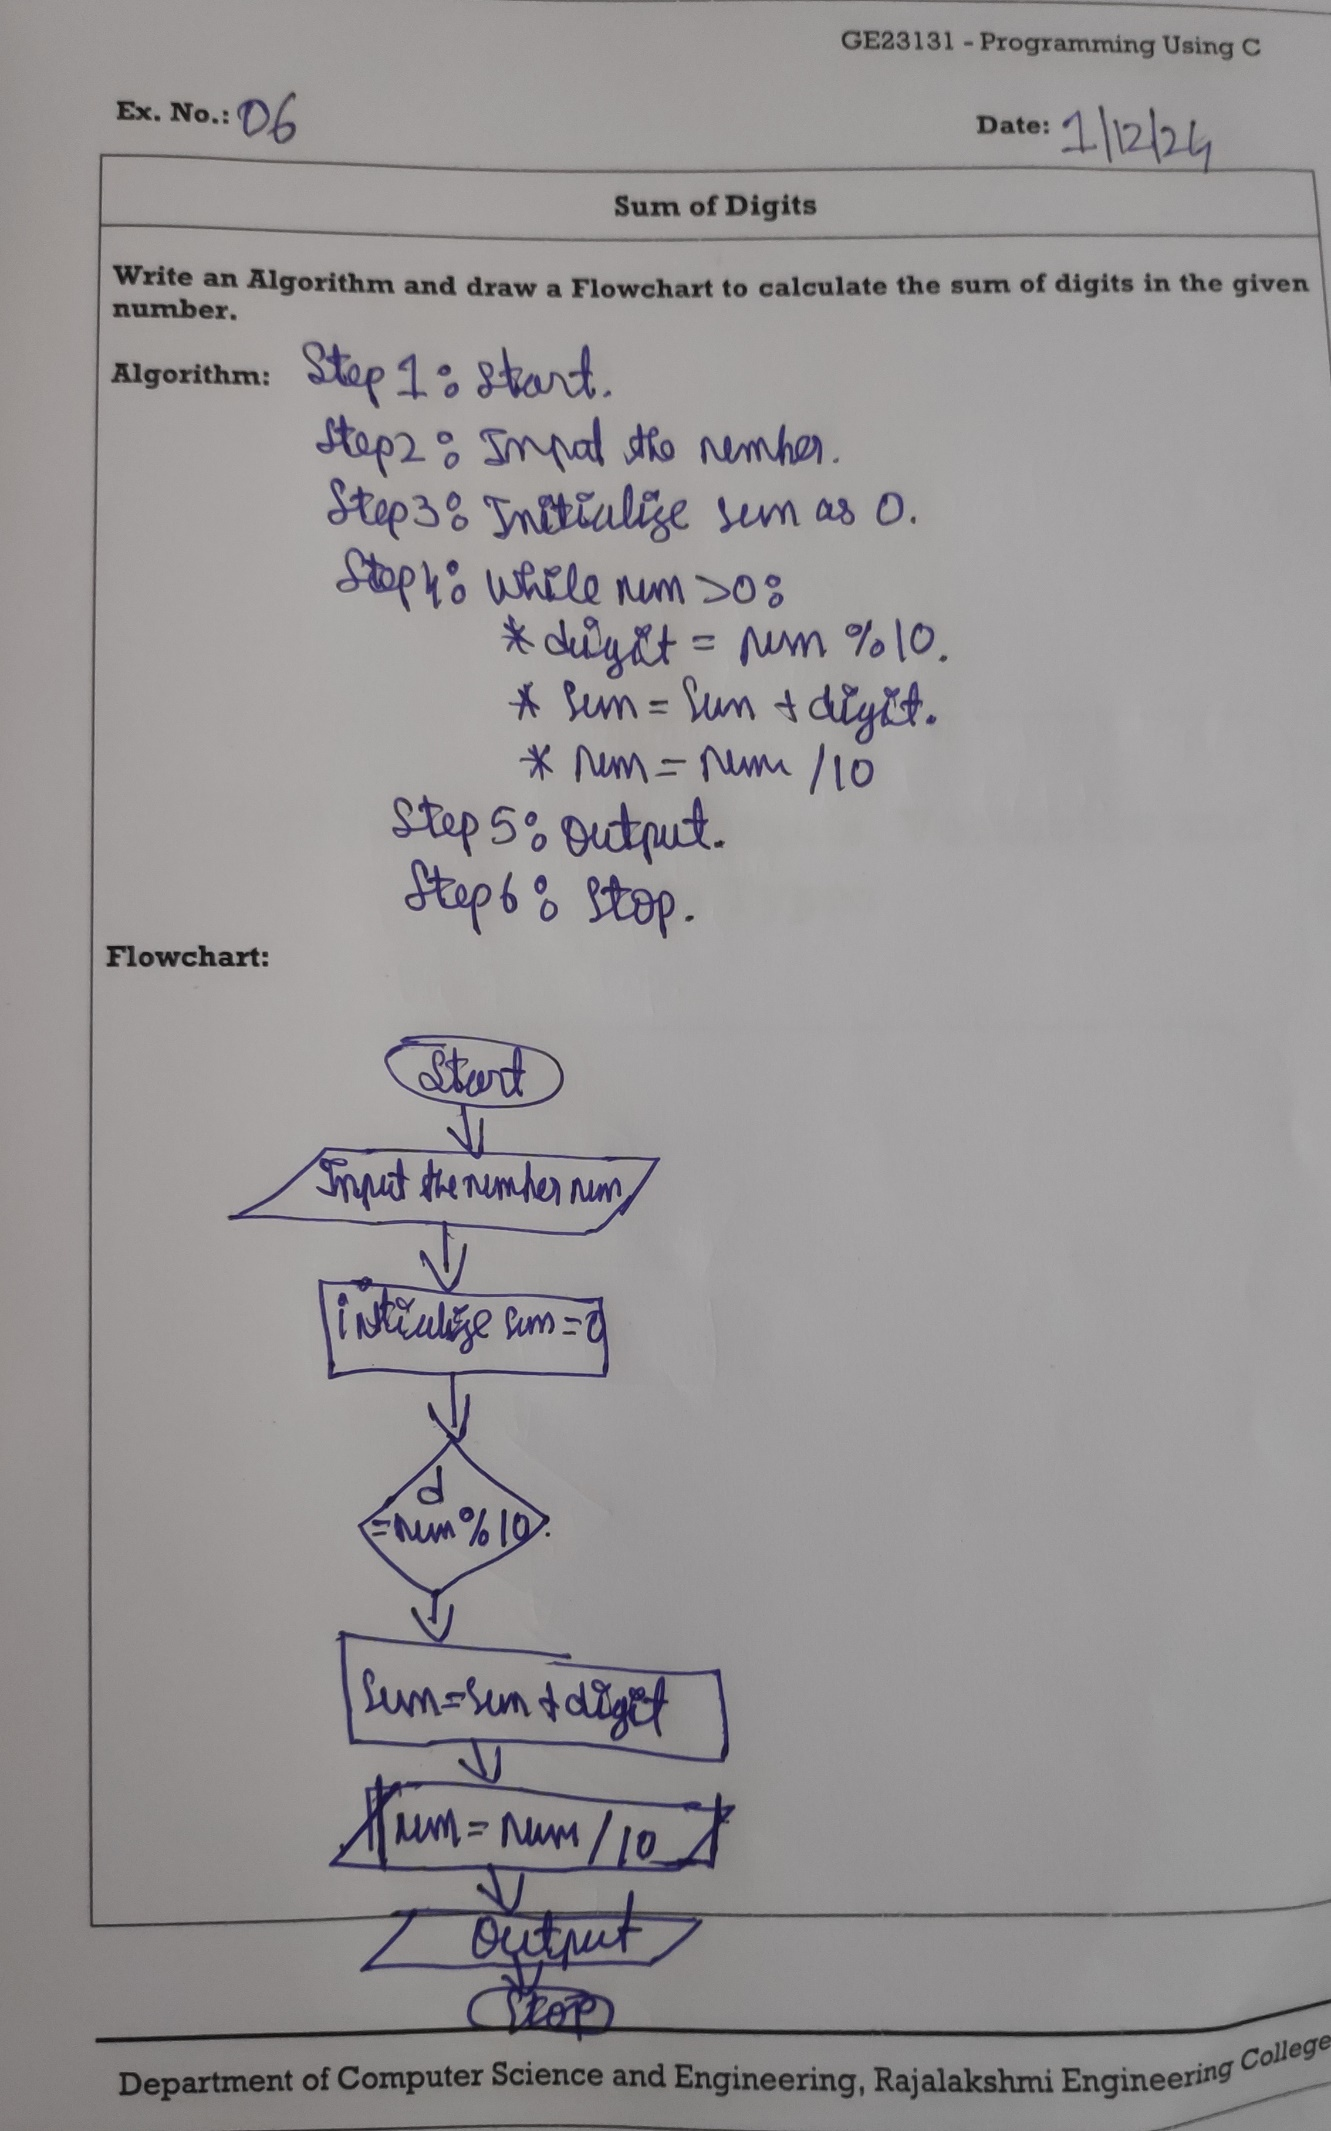 GE23131 - Programming Using C
Ex. No.: 06
Date: 1/12/24
Sum of Digits
Write an Algorithm and draw a Flowchart to calculate the sum of digits in the given
number.
Algorithm: Step 1: Start.
Step2: Input the number.
Step3: Initialize sum as 0.
Step4: While num >0:
* digit = num % 10.
* Sum = Sum + digit.
* num = num /10
Step 5: Output.
Step6: Stop.
Flowchart:
Start
Input the number num
intialize sum=0
d
=num%10.
Sum=Sum+digit
num = num /10
Output
Stop
Department of Computer Science and Engineering, Rajalakshmi Engineering College